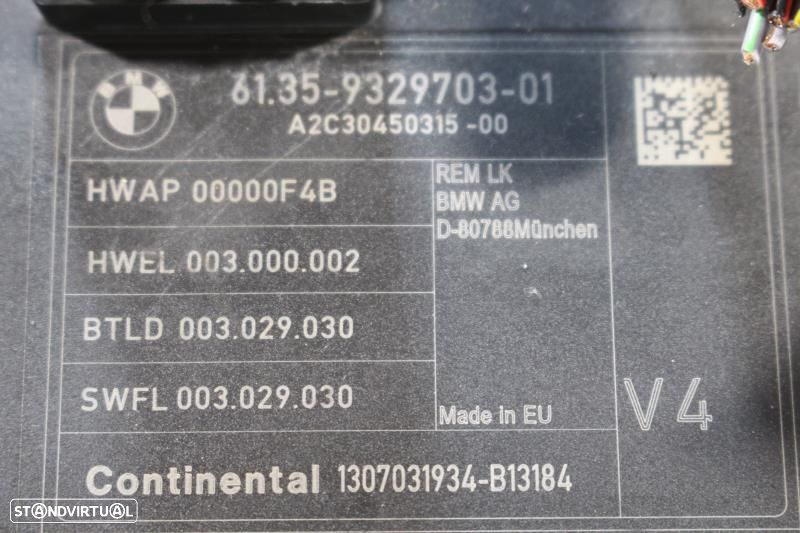 BMW
61.35-9329703-01
A2C30450315 -00
HWAP 00000F4B
REM LK
BMW AG
D-80788München
HWEL 003.000.002
BTLD 003.029.030
SWFL 003.029.030
Made in EU
V4
Continental 1307031934-B13184
STANDVIRTUAL